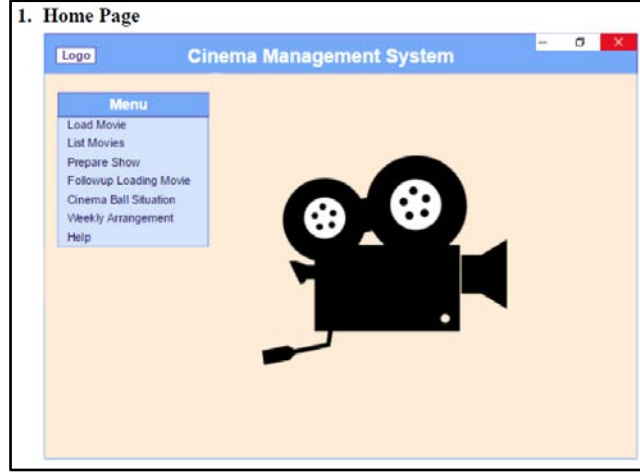 1. Home Page
Logo
Cinema Management System
Menu
Load Movie
List Movies
Prepare Show
Followup Loading Movie
Cinema Ball Situation
Weekly Arrangement
Help